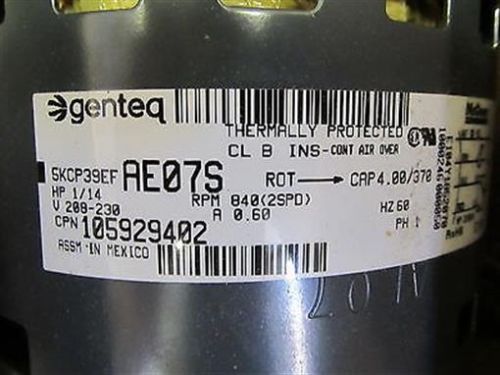 genteq
THERMALLY PROTECTED
CL B INS-CONT AIR OVER
5KCP39EF AE07S ROT → CAP 4.00/370
HP 1/14 RPM 840(2SPD) HZ 60
V 208-230 A 0.60 PH 1
CPN 105929402
ASSM IN MEXICO